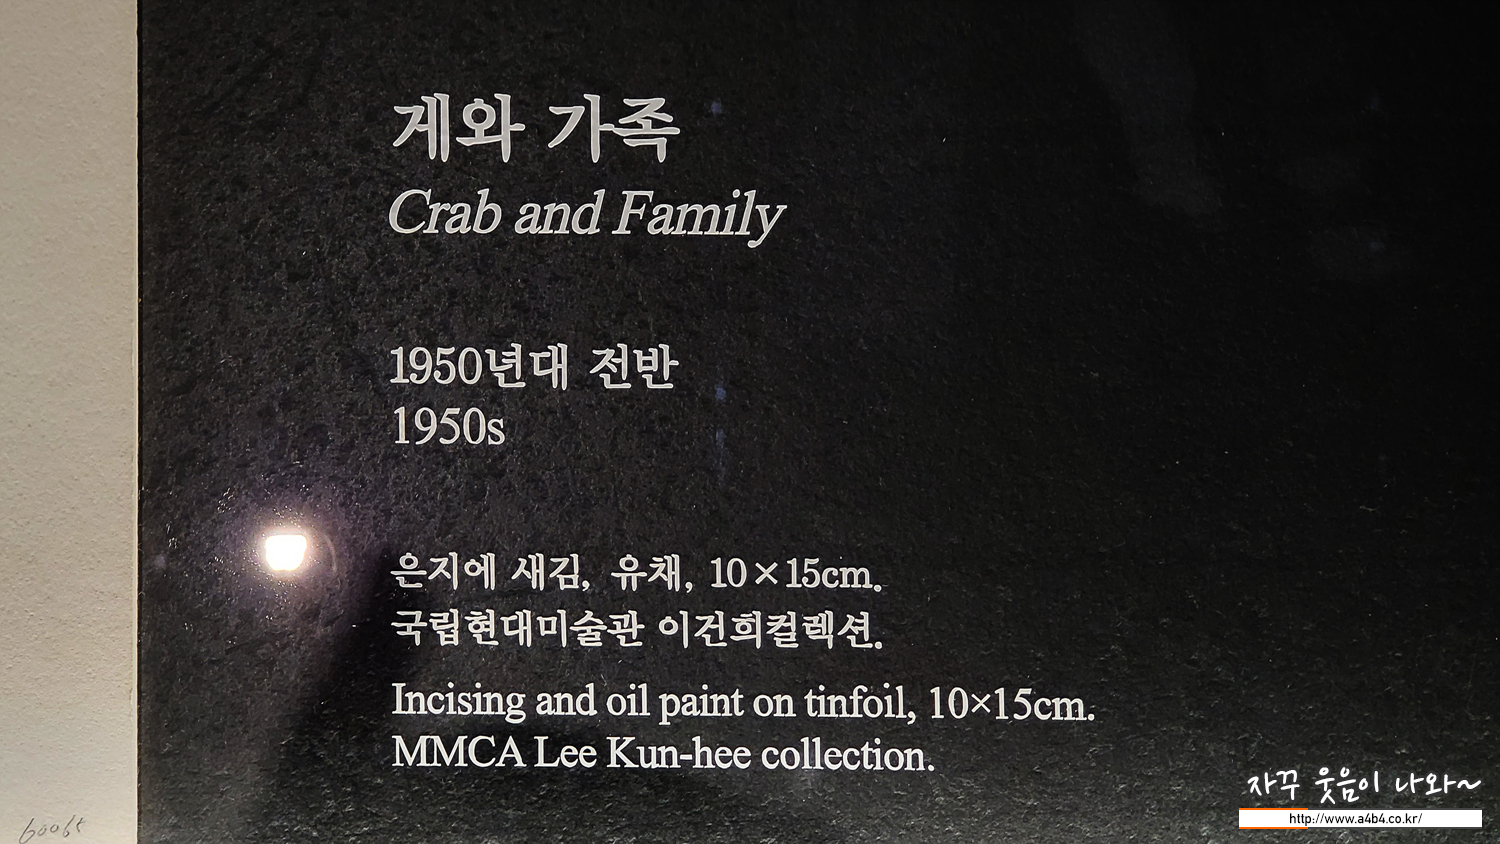 게와 가족
Crab and Family
1950년대 전반
1950s
은지에 새김, 유채, 10×15cm.
국립현대미술관 이건희컬렉션.
Incising and oil paint on tinfoil, 10×15cm.
MMCA Lee Kun-hee collection.
자꾸 웃음이 나와~
http://www.a4b4.co.kr/